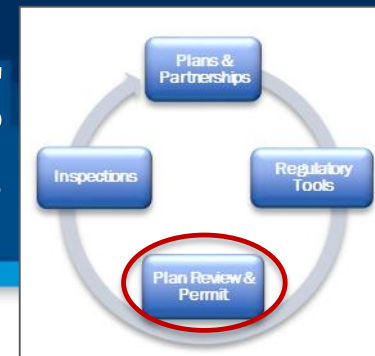 Plans &
Partnerships
Inspections
Regulatory
Tools
Plan Review &
Permit